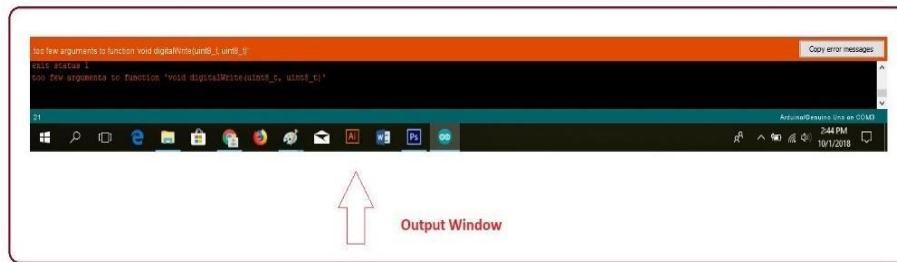 too few arguments to function 'void digitalWrite(uint8_t, uint8_t)'
Copy error messages
exit status 1
too few arguments to function 'void digitalWrite(uint8_t, uint8_t)'
21
Arduino/Genuino Uno on COM3
Ai
Ps
2:44 PM
10/1/2018
Output Window